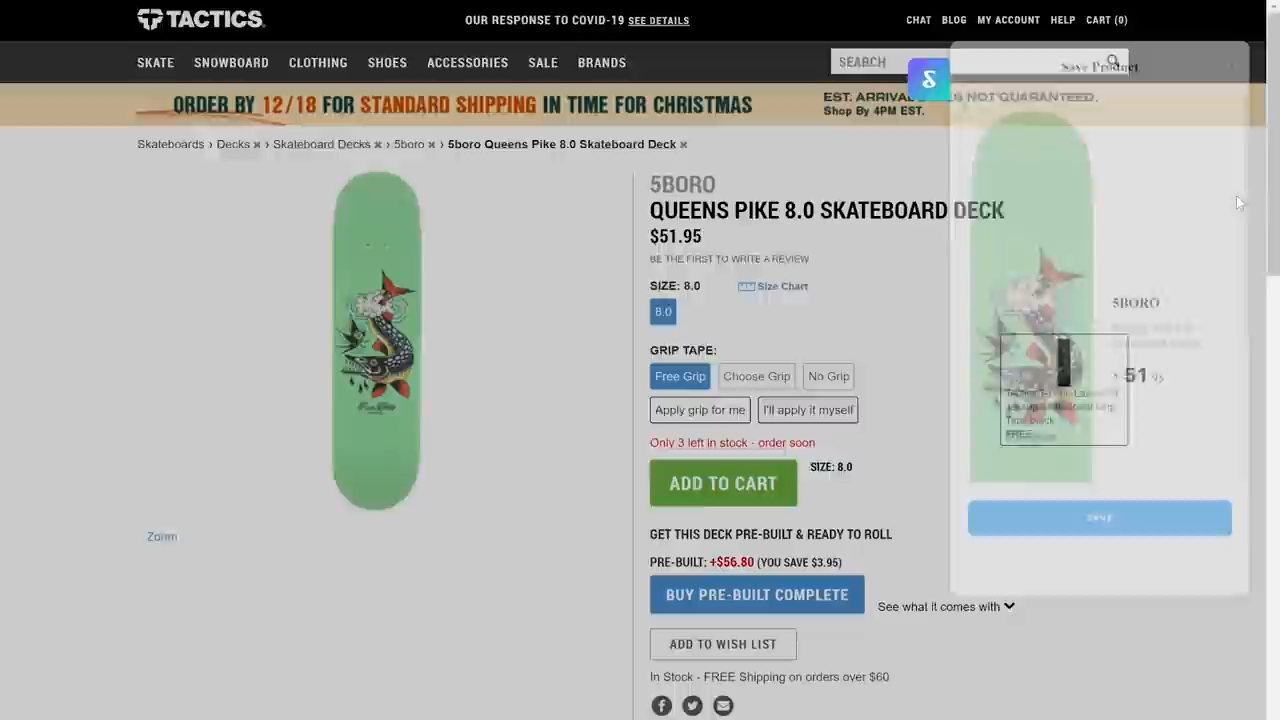 TACTICS
OUR RESPONSE TO COVID-19 SEE DETAILS
CHAT BLOG MY ACCOUNT HELP CART (0)
SKATE SNOWBOARD CLOTHING SHOES ACCESSORIES SALE BRANDS
SEARCH
Save Product
ORDER BY 12/18 FOR STANDARD SHIPPING IN TIME FOR CHRISTMAS
EST. ARRIVAL IS NOT GUARANTEED.
Shop By 4PM EST.
Skateboards › Decks × › Skateboard Decks × › 5boro × › 5boro Queens Pike 8.0 Skateboard Deck ×
5BORO
QUEENS PIKE 8.0 SKATEBOARD DECK
$51.95
BE THE FIRST TO WRITE A REVIEW
SIZE: 8.0 Size Chart
8.0
GRIP TAPE:
Free Grip Choose Grip No Grip
Apply grip for me I'll apply it myself
Only 3 left in stock - order soon
ADD TO CART
SIZE: 8.0
GET THIS DECK PRE-BUILT & READY TO ROLL
PRE-BUILT: +$56.80 (YOU SAVE $3.95)
BUY PRE-BUILT COMPLETE
See what it comes with
ADD TO WISH LIST
In Stock - FREE Shipping on orders over $60
Zoom
5BORO
51 95
FREE
SAVE